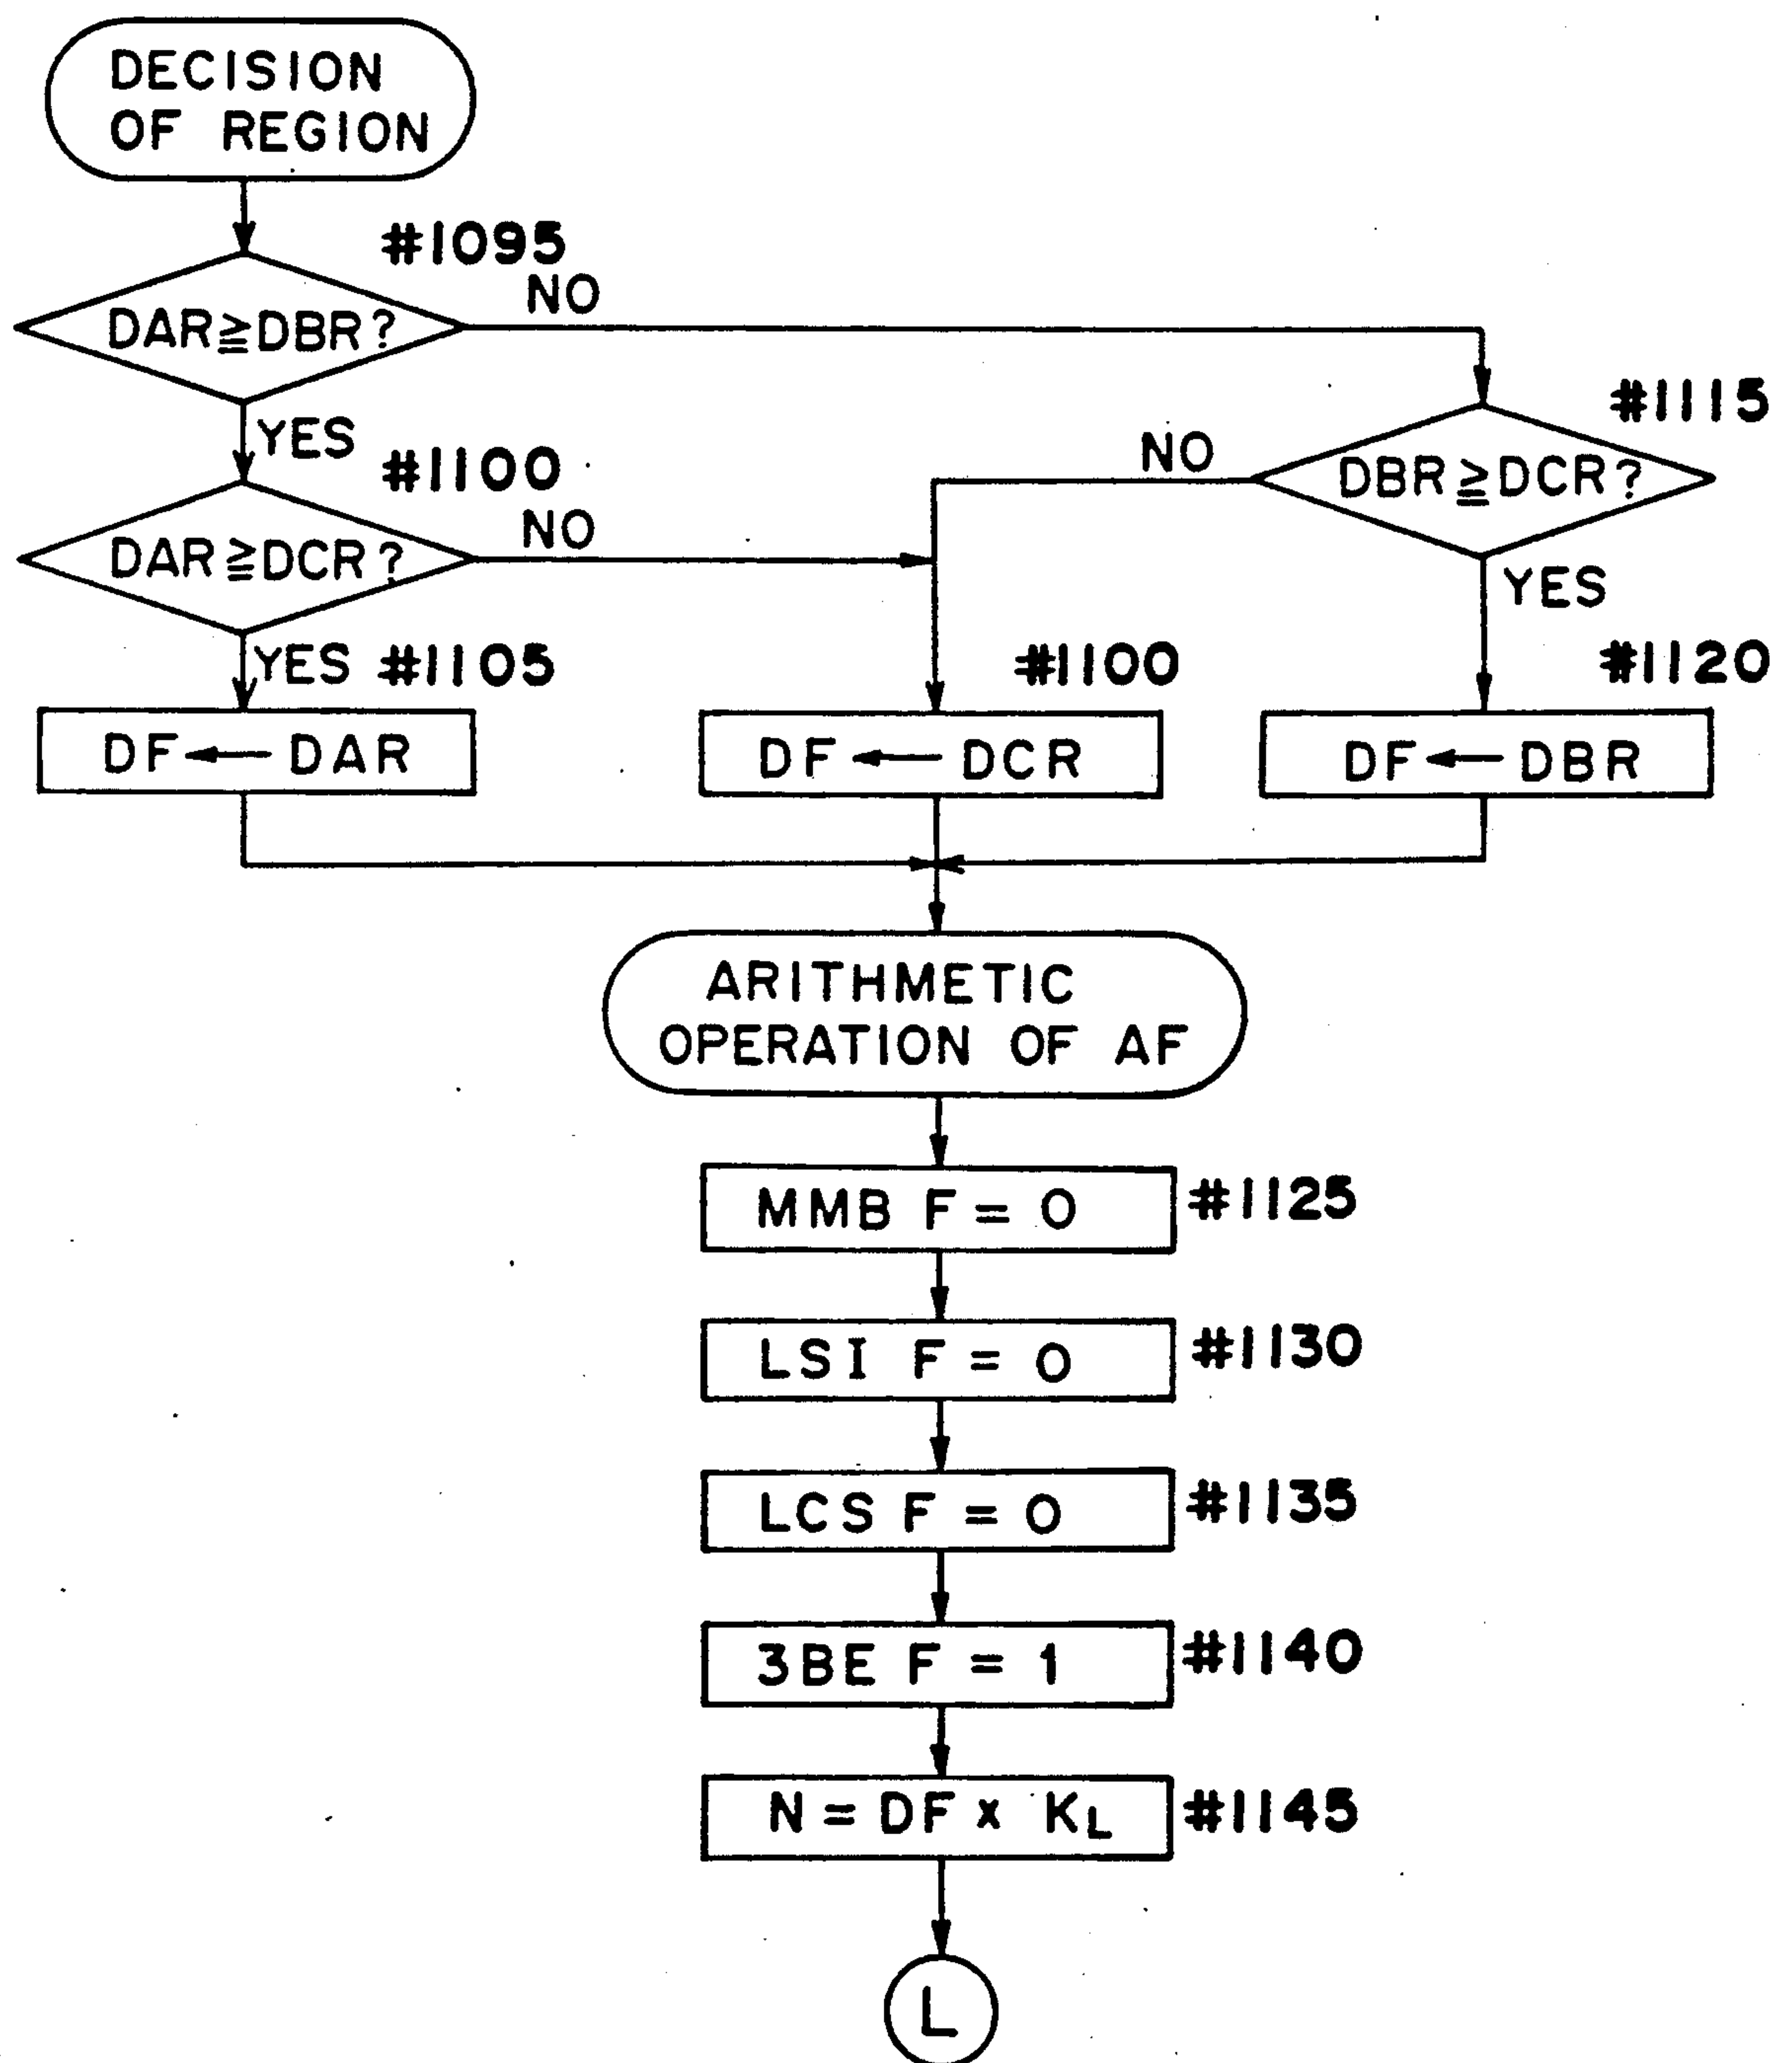 DECISION
OF REGION
#1095
NO
DAR≧DBR?
#1115
YES
NO
DBR≧DCR?
#1100
NO
DAR≧DCR?
YES
YES #1105
#1100
#1120
DF← DAR
DF ← DCR
DF← DBR
ARITHMETIC
OPERATION OF AF
MMB F = 0 #1125
LSI F = 0 #1130
LCS F = 0 #1135
3BE F = 1 #1140
N = DF x KL #1145
L